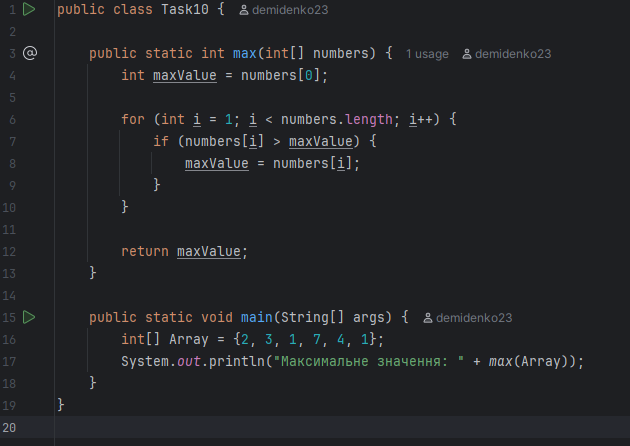 1 public class Task10 { demidenko23
2
3 @ public static int max(int[] numbers) { 1 usage demidenko23
4 int maxValue = numbers[0];
5
6 for (int i = 1; i < numbers.length; i++) {
7 if (numbers[i] > maxValue) {
8 maxValue = numbers[i];
9 }
10 }
11
12 return maxValue;
13 }
14
15 public static void main(String[] args) { demidenko23
16 int[] Array = {2, 3, 1, 7, 4, 1};
17 System.out.println("Максимальне значення: " + max(Array));
18 }
19 }
20